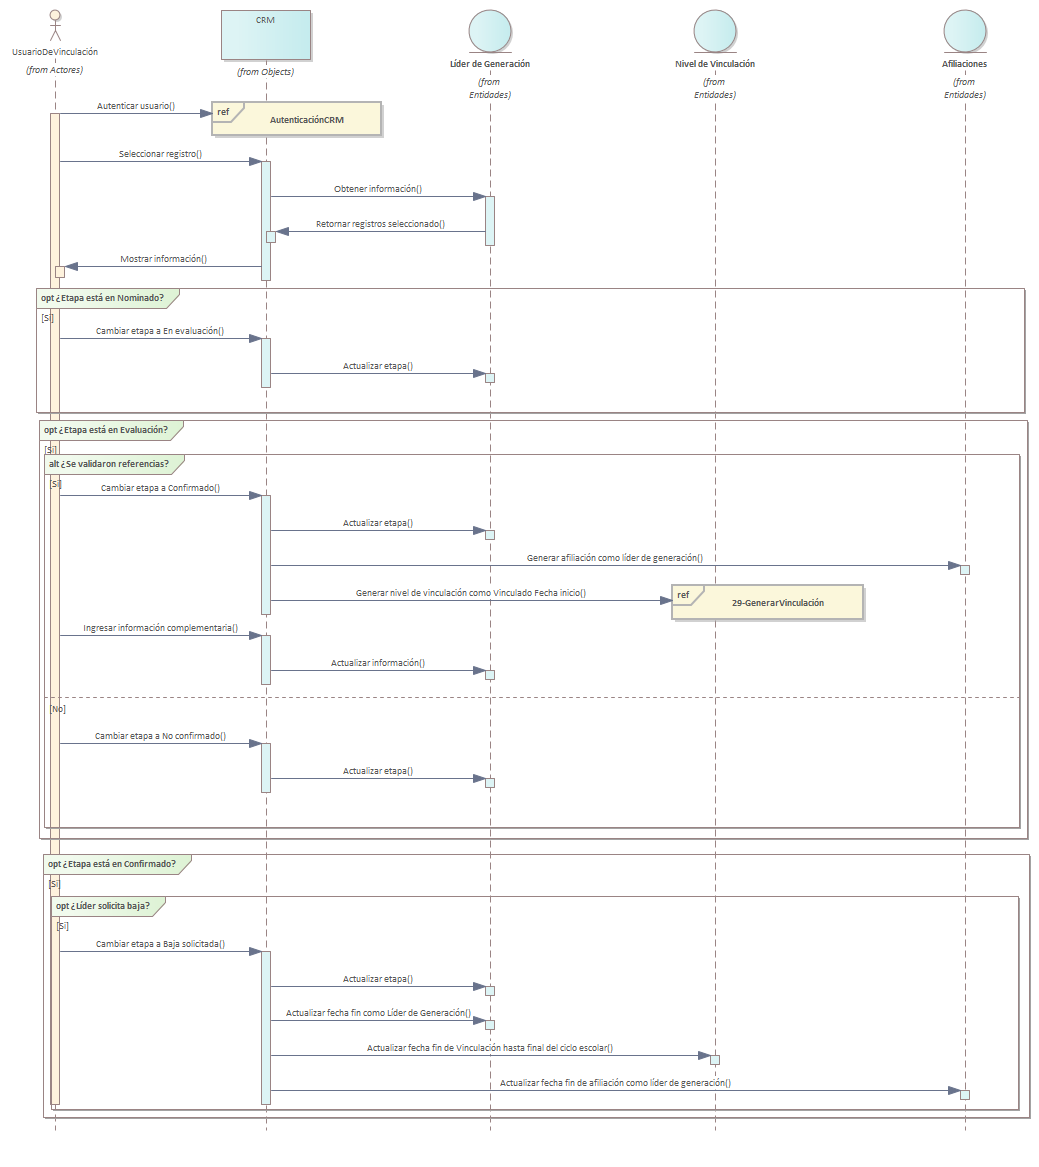 CRM
UsuarioDeVinculación
(from Actores)
(from Objects)
Líder de Generación
(from
Entidades)
Nivel de Vinculación
(from
Entidades)
Afiliaciones
(from
Entidades)
Autenticar usuario()
ref
AutenticaciónCRM
Seleccionar registro()
Obtener información()
Retornar registros seleccionado()
Mostrar información()
opt ¿Etapa está en Nominado?
[Si]
Cambiar etapa a En evaluación()
Actualizar etapa()
opt ¿Etapa está en Evaluación?
[Si]
alt ¿Se validaron referencias?
[Si]
Cambiar etapa a Confirmado()
Actualizar etapa()
Generar afiliación como líder de generación()
Generar nivel de vinculación como Vinculado Fecha inicio()
ref
29-GenerarVinculación
Ingresar información complementaria()
Actualizar información()
[No]
Cambiar etapa a No confirmado()
Actualizar etapa()
opt ¿Etapa está en Confirmado?
[Si]
opt ¿Líder solicita baja?
[Si]
Cambiar etapa a Baja solicitada()
Actualizar etapa()
Actualizar fecha fin como Líder de Generación()
Actualizar fecha fin de Vinculación hasta final del ciclo escolar()
Actualizar fecha fin de afiliación como líder de generación()